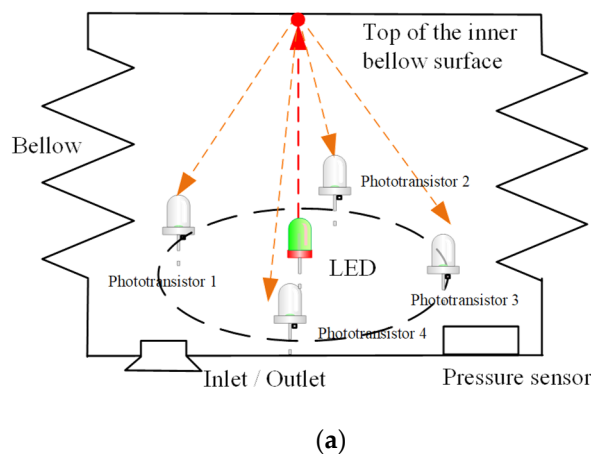 Top of the inner
bellow surface
Bellow
Phototransistor 2
LED
Phototransistor 1
Phototransistor 3
Phototransistor 4
Inlet / Outlet
Pressure sensor
(a)